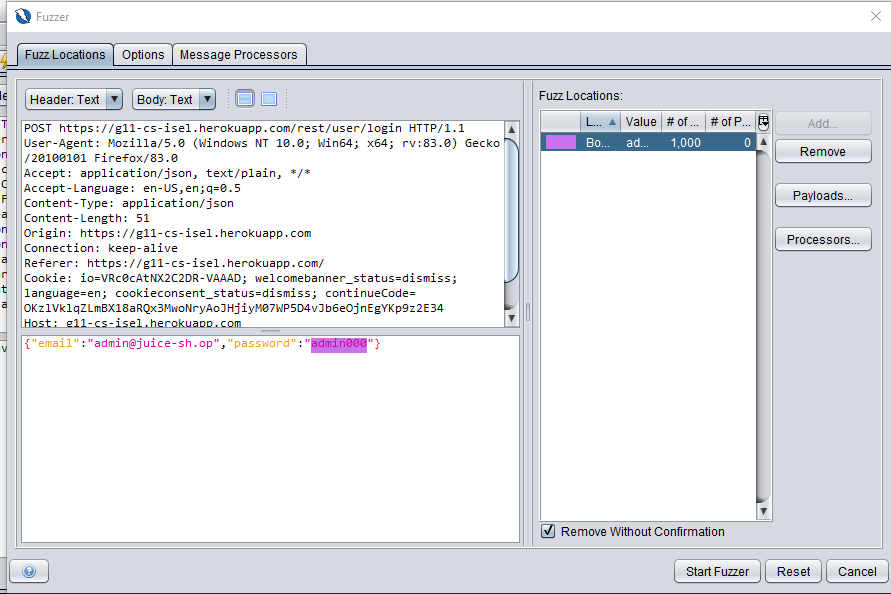 Fuzzer
Fuzz Locations Options Message Processors
Header: Text Body: Text
POST https://g11-cs-isel.herokuapp.com/rest/user/login HTTP/1.1
User-Agent: Mozilla/5.0 (Windows NT 10.0; Win64; x64; rv:83.0) Gecko
/20100101 Firefox/83.0
Accept: application/json, text/plain, */*
Accept-Language: en-US,en;q=0.5
Content-Type: application/json
Content-Length: 51
Origin: https://g11-cs-isel.herokuapp.com
Connection: keep-alive
Referer: https://g11-cs-isel.herokuapp.com/
Cookie: io=VRc0cAtNX2C2DR-VAAAD; welcomebanner_status=dismiss;
language=en; cookieconsent_status=dismiss; continueCode=
OKzlVklqZLmBX18aRQx3MwoNryAoJHjiyM07WP5D4vJb6eOjnEgYKp9z2E34
Host: g11-cs-isel.herokuapp.com
{"email":"admin@juice-sh.op","password":"admin000"}
Fuzz Locations:
L... Value # of ... # of P...
Bo... ad... 1,000 0
Add...
Remove
Payloads...
Processors...
Remove Without Confirmation
Start Fuzzer Reset Cancel